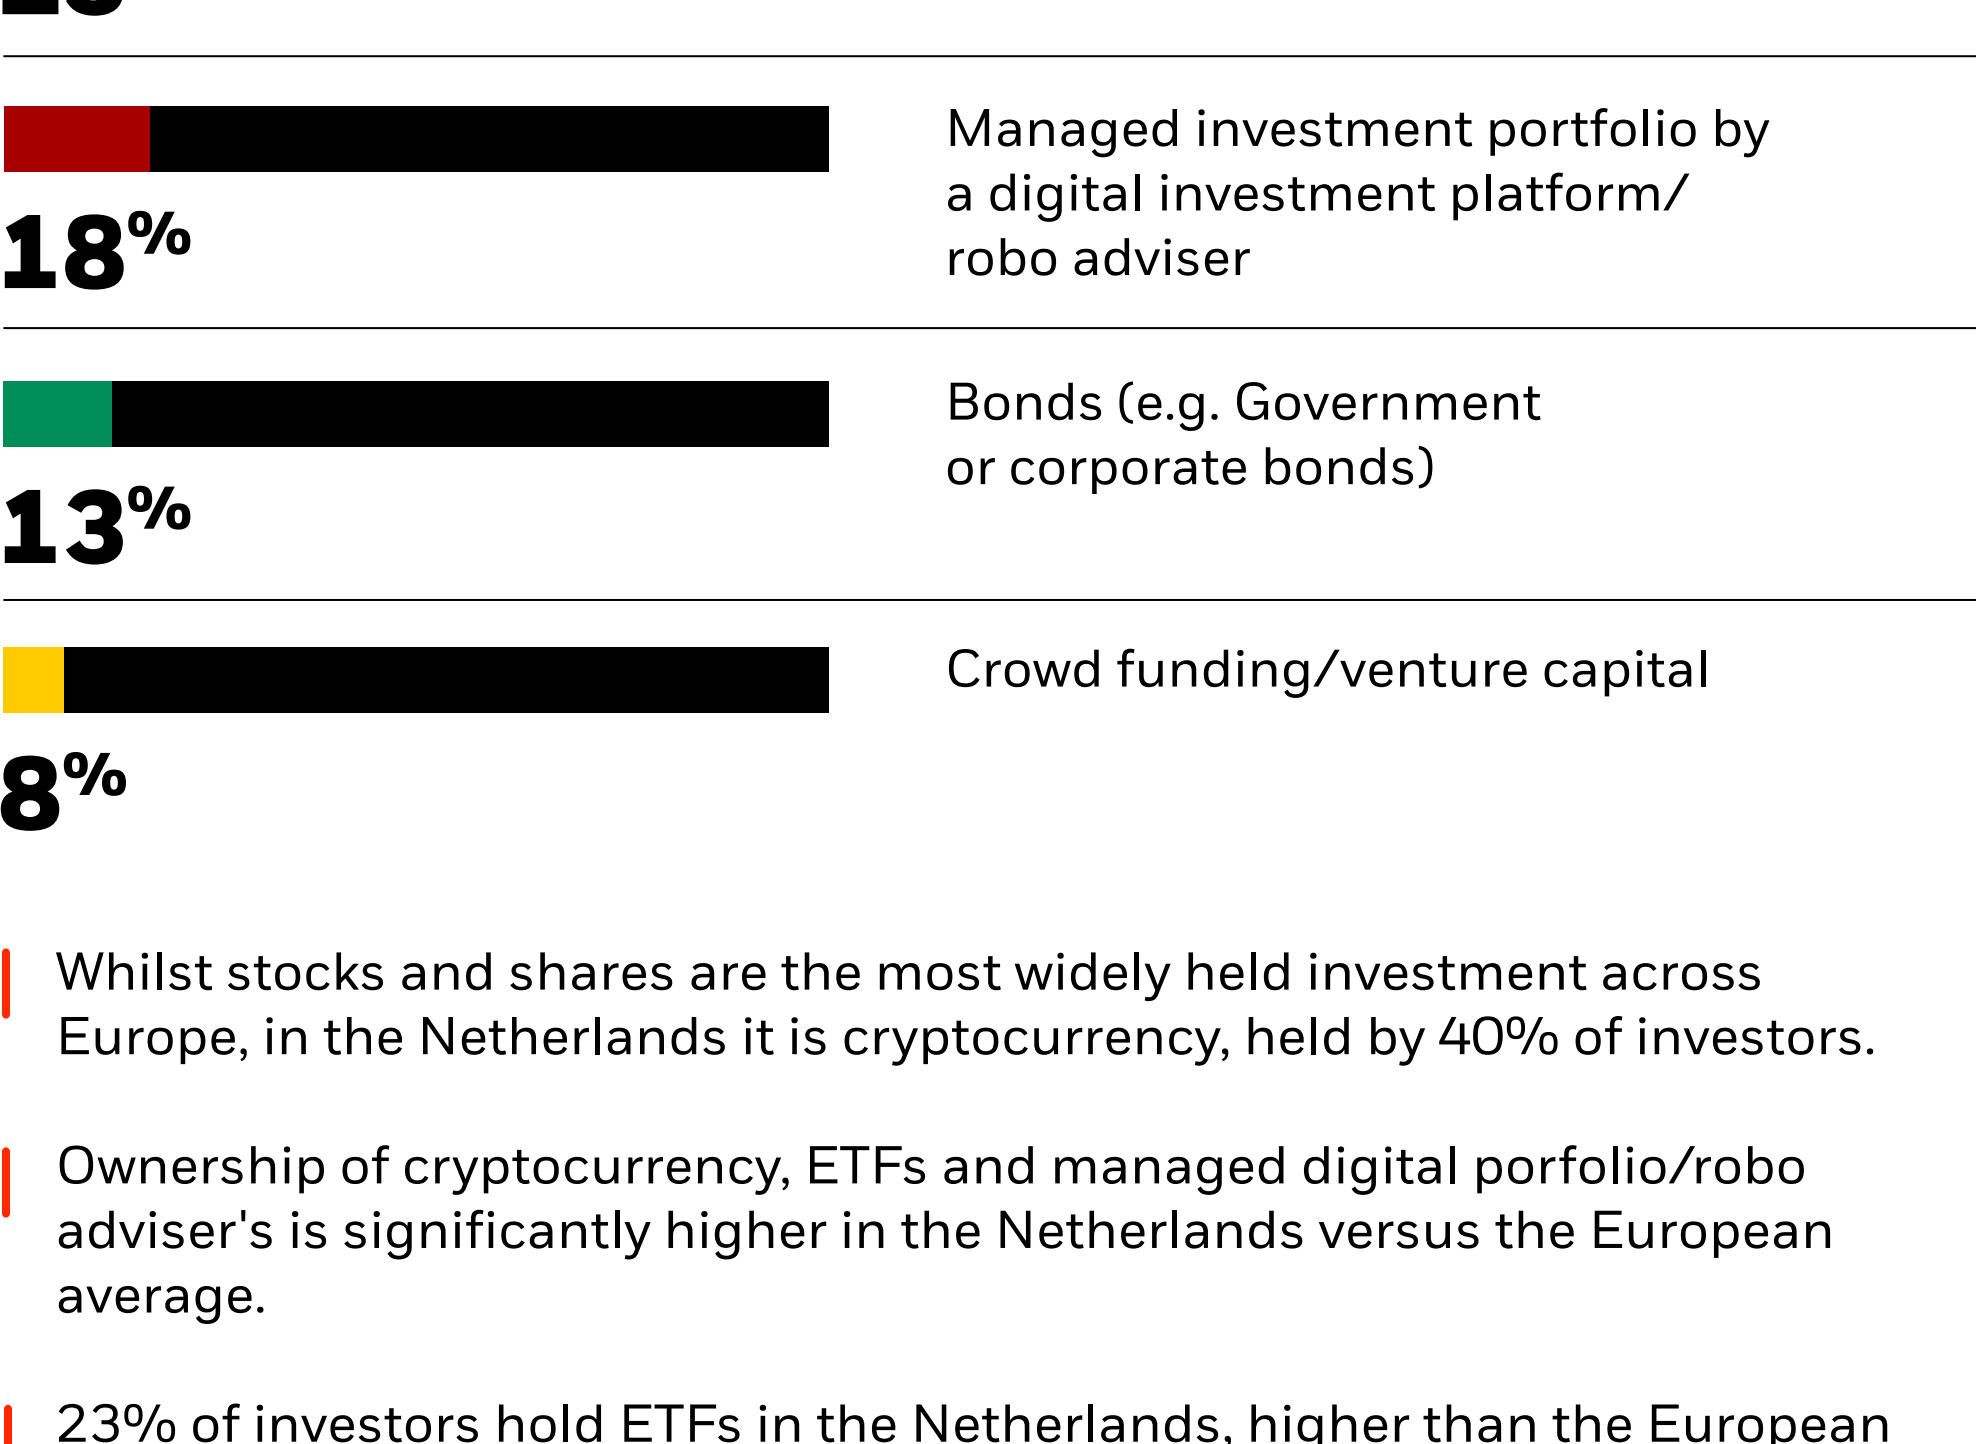 Managed investment portfolio by
a digital investment platform/
robo adviser
18%
Bonds (e.g. Government
or corporate bonds)
13%
Crowd funding/venture capital
8%
Whilst stocks and shares are the most widely held investment across
Europe, in the Netherlands it is cryptocurrency, held by 40% of investors.
Ownership of cryptocurrency, ETFs and managed digital porfolio/robo
adviser's is significantly higher in the Netherlands versus the European
average.
23% of investors hold ETFs in the Netherlands, higher than the European